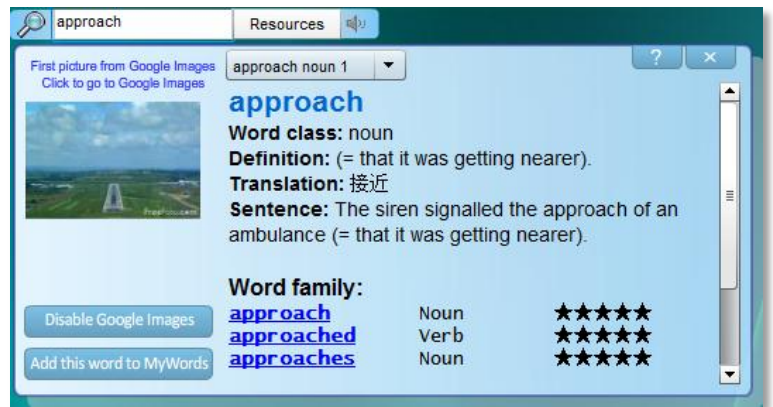 approach
Resources
First picture from Google Images
Click to go to Google Images
approach noun 1
?
×
approach
Word class: noun
Definition: (= that it was getting nearer).
Translation: 接近
Sentence: The siren signalled the approach of an
ambulance (= that it was getting nearer).
Word family:
approach Noun ★★★★★
approached Verb ★★★★★
approaches Noun ★★★★★
Disable Google Images
Add this word to MyWords